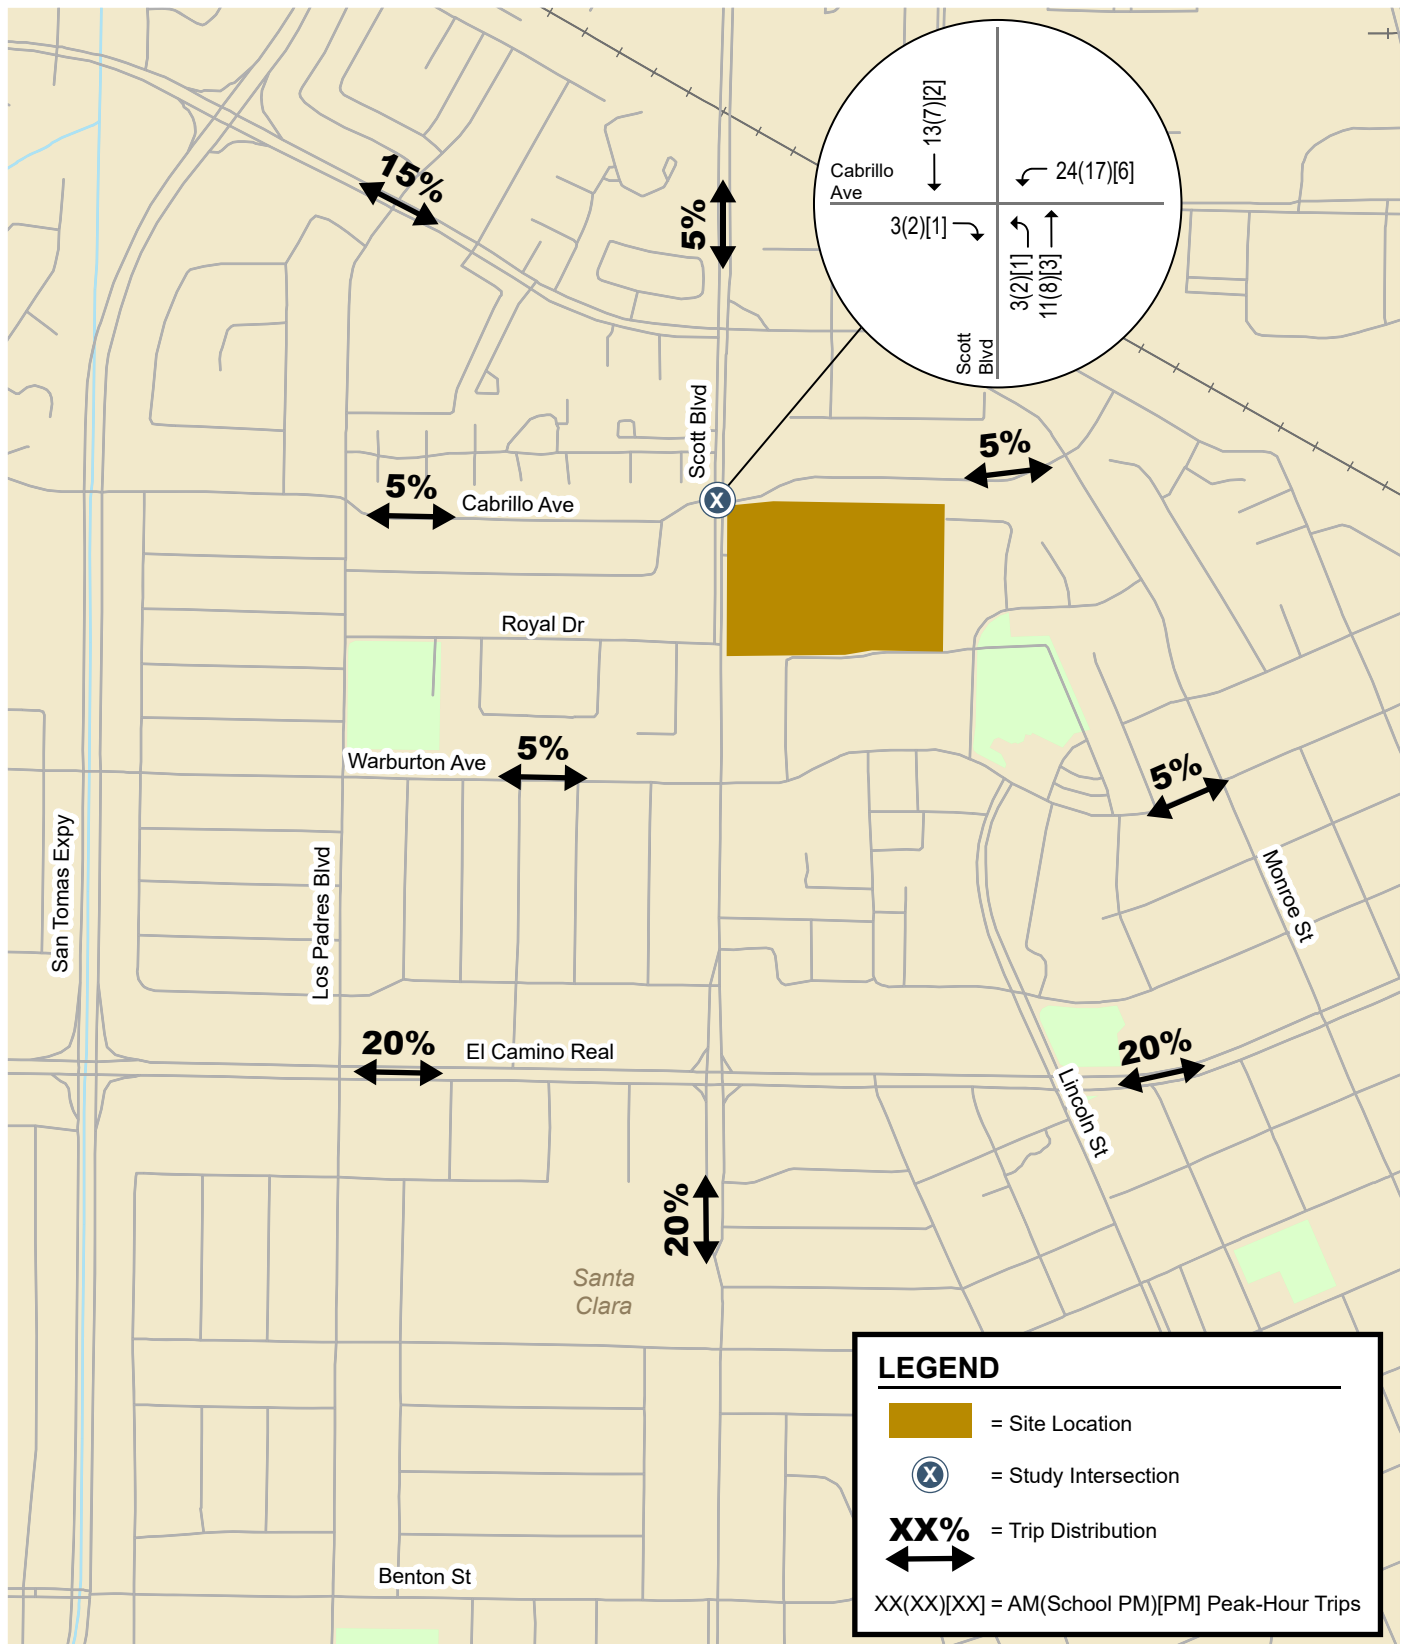 15%
5%
13(7)[2]
Cabrillo
Ave
24(17)[6]
3(2)[1]
3(2)[1]
11(8)[3]
Scott
Blvd
Scott Blvd
5%
5%
Cabrillo Ave
X
Royal Dr
5%
Warburton Ave
5%
San Tomas Expy
Los Padres Blvd
Monroe St
20%
El Camino Real
20%
Lincoln St
20%
Santa
Clara
Benton St
LEGEND
= Site Location
X = Study Intersection
XX% = Trip Distribution
XX(XX)[XX] = AM(School PM)[PM] Peak-Hour Trips